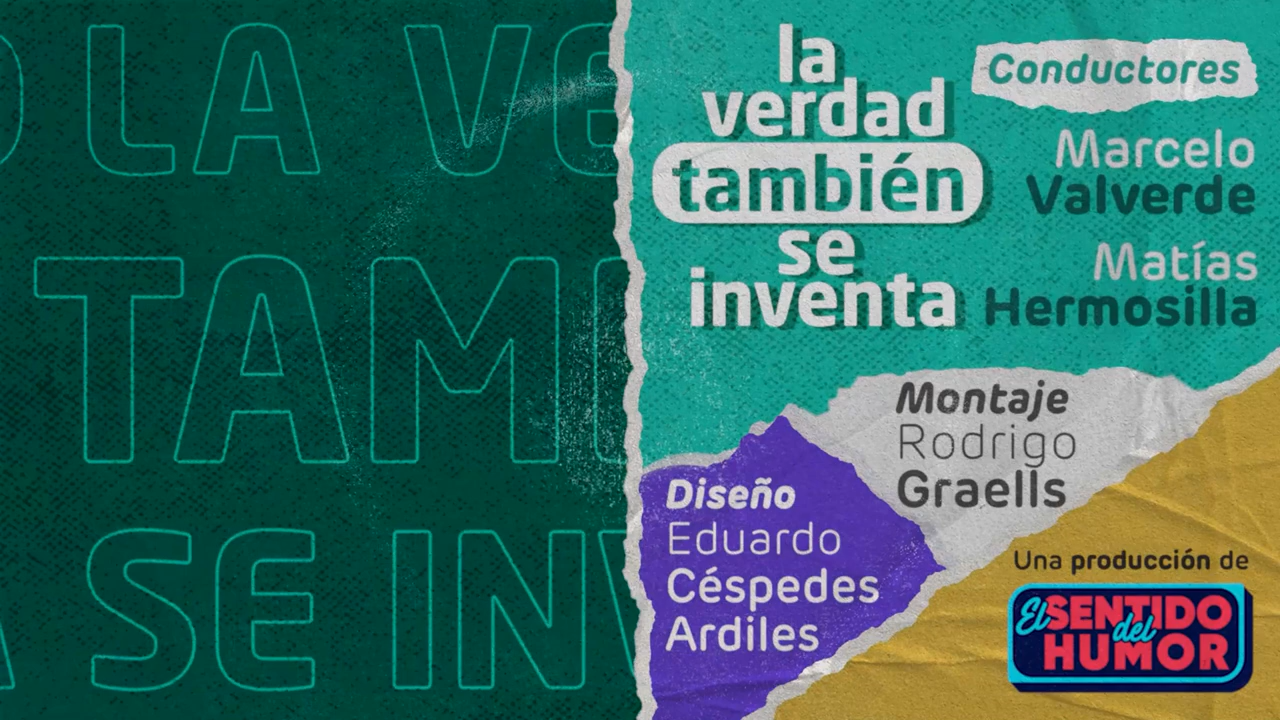 LA VE
TAM
SE INV
la
verdad
también
se
inventa
Conductores
Marcelo
Valverde
Matías
Hermosilla
Montaje
Rodrigo
Graells
Diseño
Eduardo
Céspedes
Ardiles
Una producción de
El SENTIDO
del
HUMOR